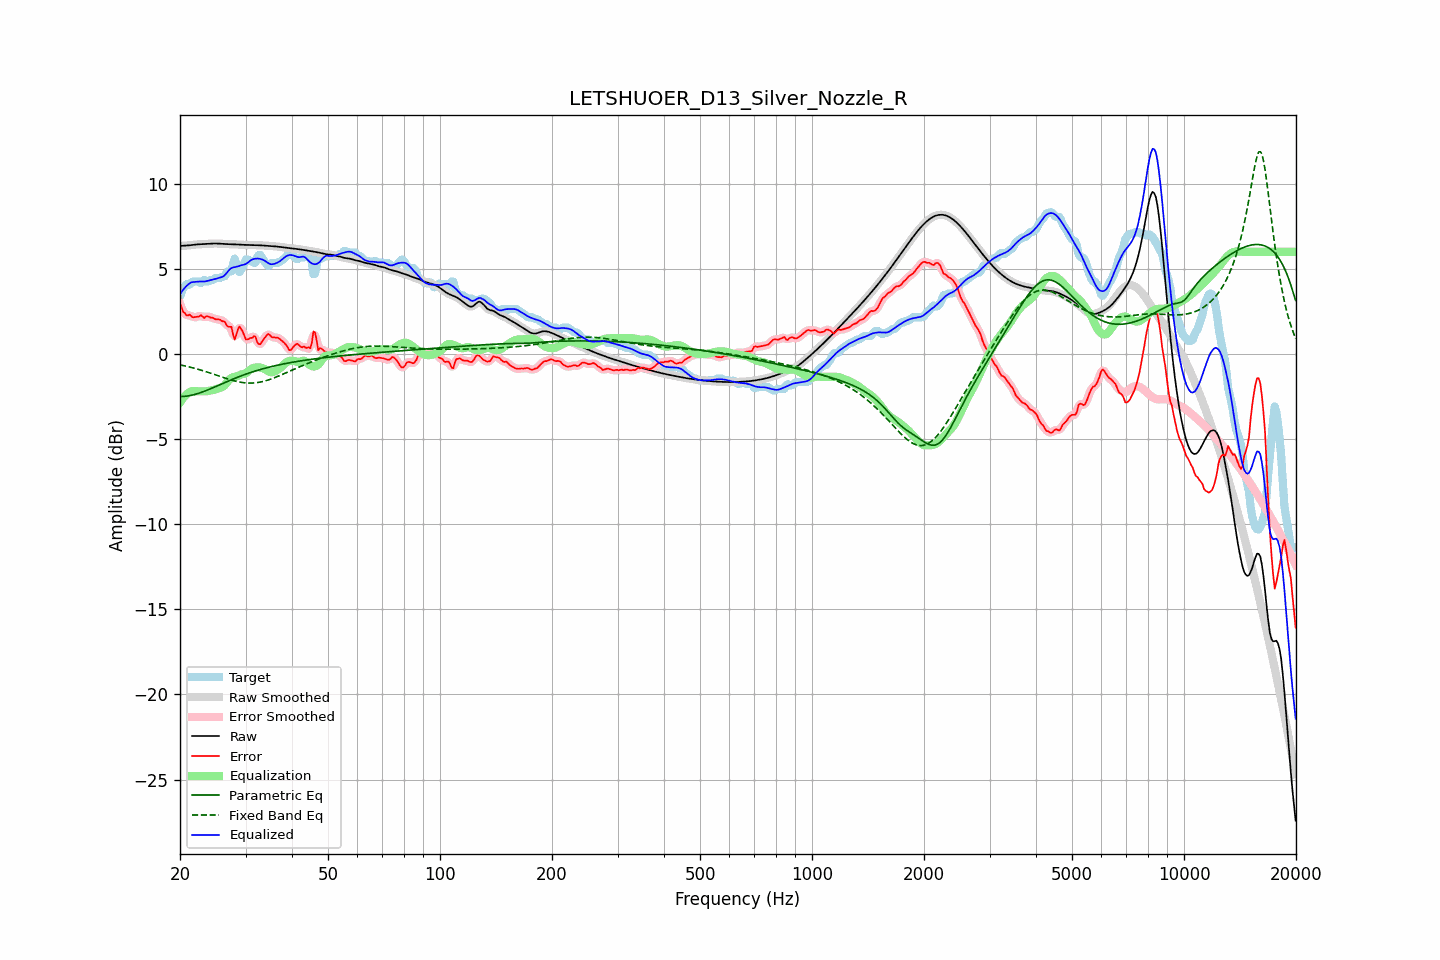 LETSHUOER_D13_Silver_Nozzle_R
Amplitude (dBr)
10
5
0
−5
−10
−15
−20
−25
Target
Raw Smoothed
Error Smoothed
Raw
Error
Equalization
Parametric Eq
Fixed Band Eq
Equalized
20 50 100 200 500 1000 2000 5000 10000 20000
Frequency (Hz)